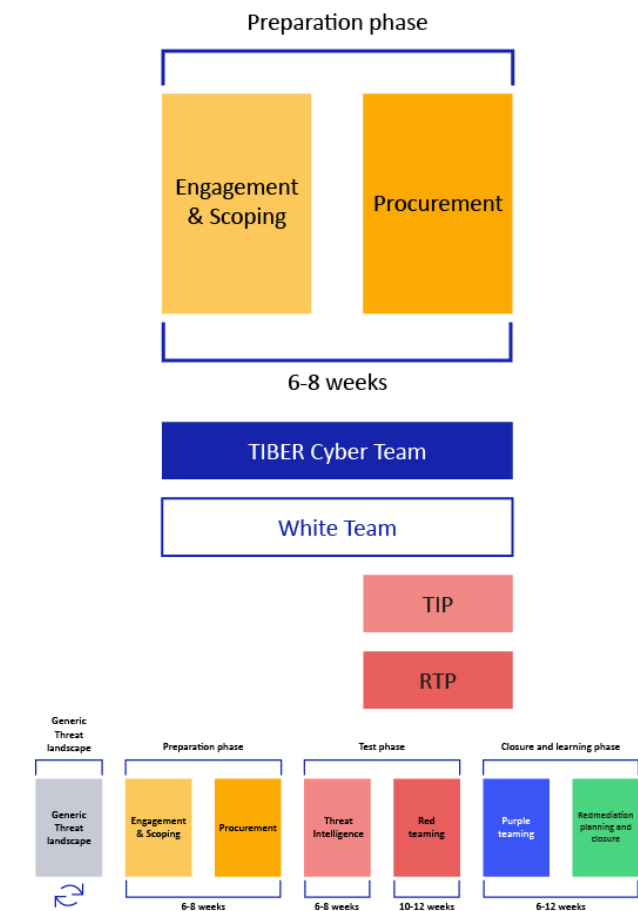 Preparation phase
Engagement
& Scoping
Procurement
6-8 weeks
TIBER Cyber Team
White Team
TIP
RTP
Generic
Threat
landscape
Preparation phase
Test phase
Closure and learning phase
Generic
Threat
landscape
Engagement
& Scoping
Procurement
Threat
Intelligence
Red
teaming
Purple
teaming
Redmediation
planning and
closure
6-8 weeks
6-8 weeks
10-12 weeks
6-12 weeks